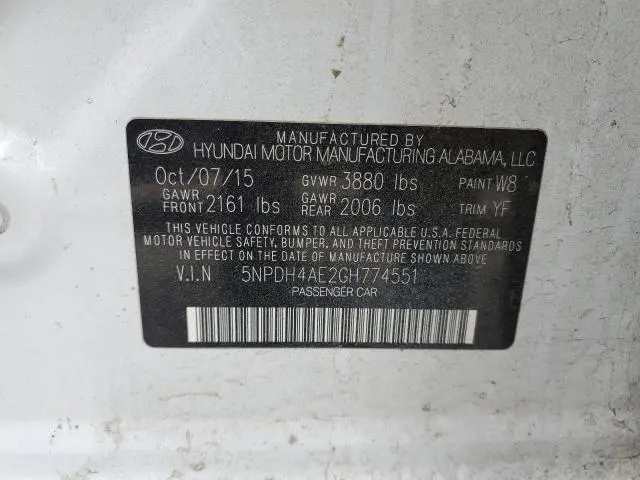 MANUFACTURED BY
HYUNDAI MOTOR MANUFACTURING ALABAMA, LLC
Oct/07/15 GVWR 3880 lbs PAINT W8
GAWR FRONT 2161 lbs GAWR REAR 2006 lbs TRIM YF
THIS VEHICLE CONFORMS TO ALL APPLICABLE U.S.A. FEDERAL
MOTOR VEHICLE SAFETY, BUMPER, AND THEFT PREVENTION
STANDARDS IN EFFECT ON THE DATE OF MANUFACTURE SHOWN ABOVE
V.I.N 5NPDH4AE2GH774551
PASSENGER CAR